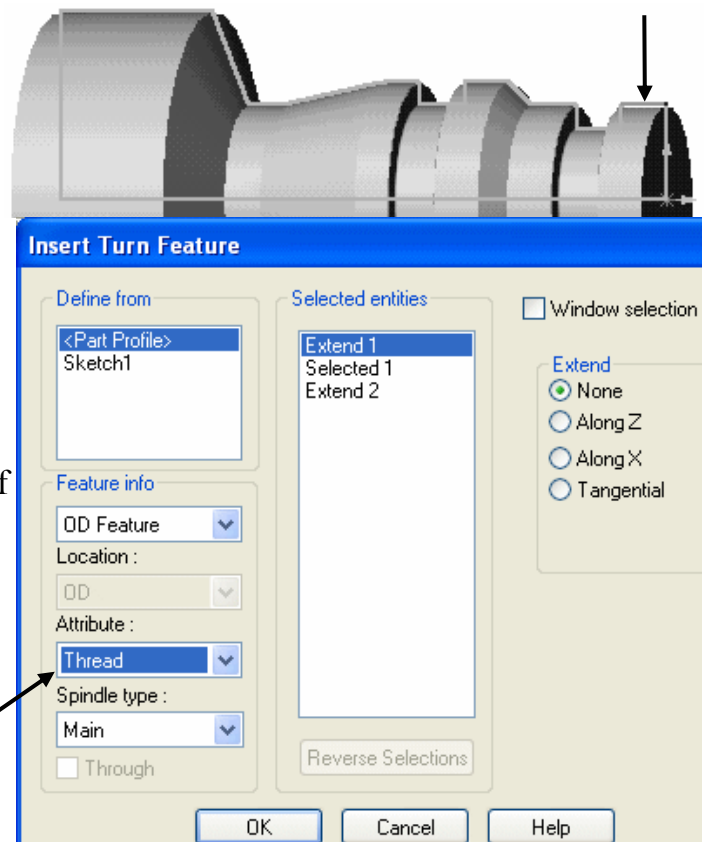 Insert Turn Feature
Define from
<Part Profile>
Sketch1
Selected entities
Extend 1
Selected 1
Extend 2
Window selection
Extend
None
Along Z
Along X
Tangential
f
Feature info
OD Feature
Location :
OD
Attribute :
Thread
Spindle type :
Main
Through
Reverse Selections
OK
Cancel
Help